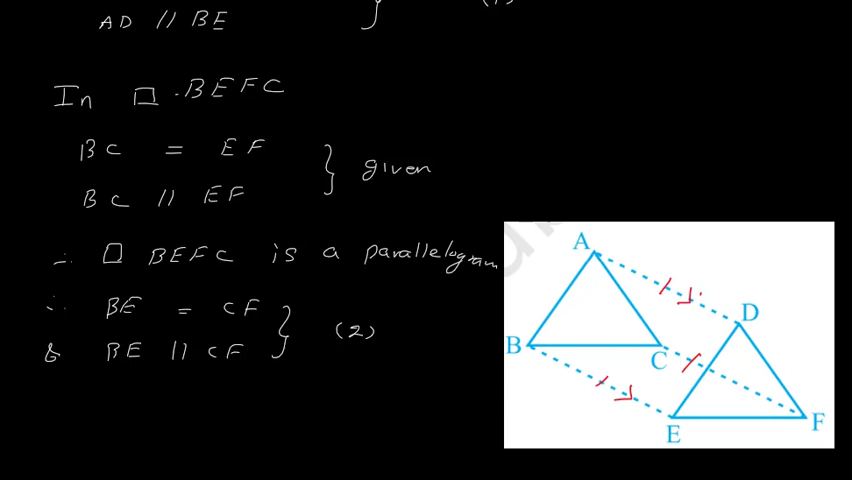 AD // BE
In □ BEFC
BC = EF
BC // EF } given
∴ □ BEFC is a parallelogram
∴ BE = CF
& BE // CF } (2)
A
D
B
C
E
F